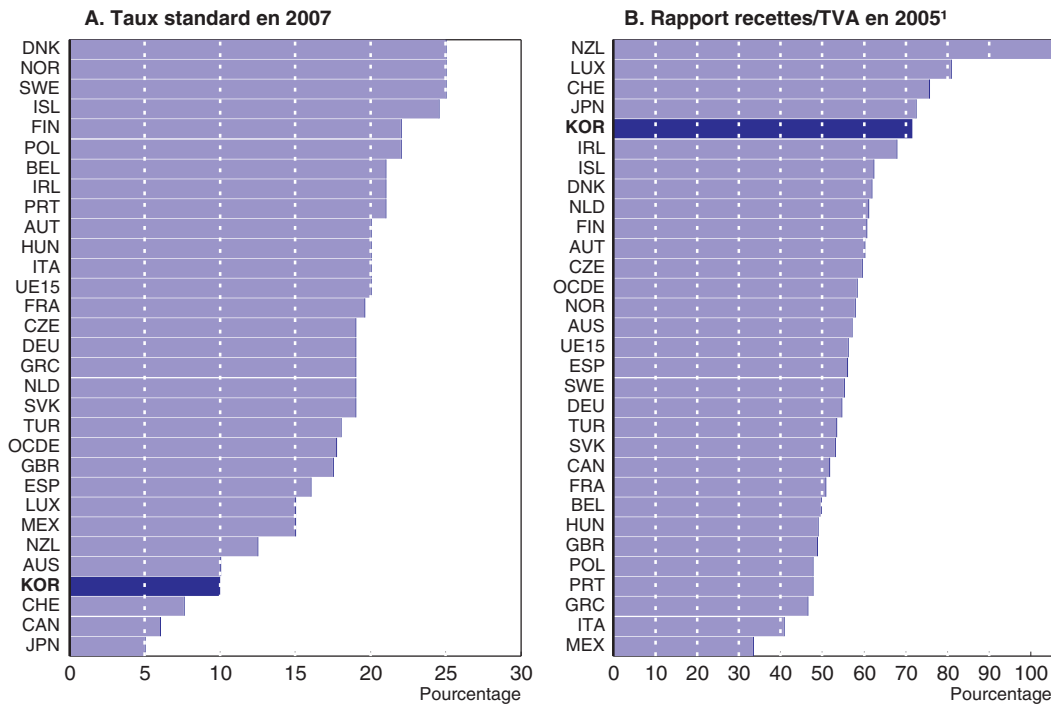 A. Taux standard en 2007
DNK
NOR
SWE
ISL
FIN
POL
BEL
IRL
PRT
AUT
HUN
ITA
UE15
FRA
CZE
DEU
GRC
NLD
SVK
TUR
OCDE
GBR
ESP
LUX
MEX
NZL
AUS
KOR
CHE
CAN
JPN
0 5 10 15 20 25 30
Pourcentage
B. Rapport recettes/TVA en 2005¹
NZL
LUX
CHE
JPN
KOR
IRL
ISL
DNK
NLD
FIN
AUT
CZE
OCDE
NOR
AUS
UE15
ESP
SWE
DEU
TUR
SVK
CAN
FRA
BEL
HUN
GBR
POL
PRT
GRC
ITA
MEX
0 10 20 30 40 50 60 70 80 90 100
Pourcentage